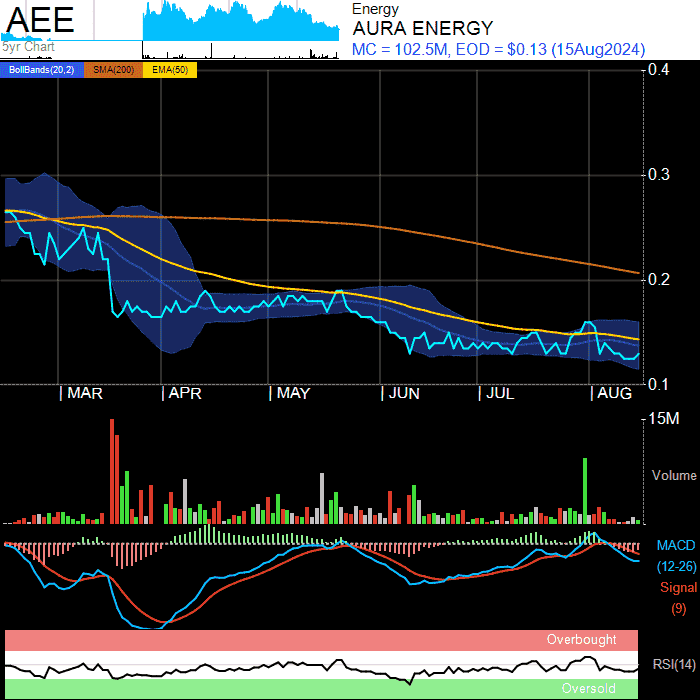 AEE
5yr Chart
Energy
AURA ENERGY
MC = 102.5M, EOD = $0.13 (15Aug2024)
BollBands(20,2) SMA(200) EMA(50)
0.4
0.3
0.2
0.1
MAR APR MAY JUN JUL AUG
15M
Volume
MACD
(12-26)
Signal
(9)
Overbought
RSI(14)
Oversold